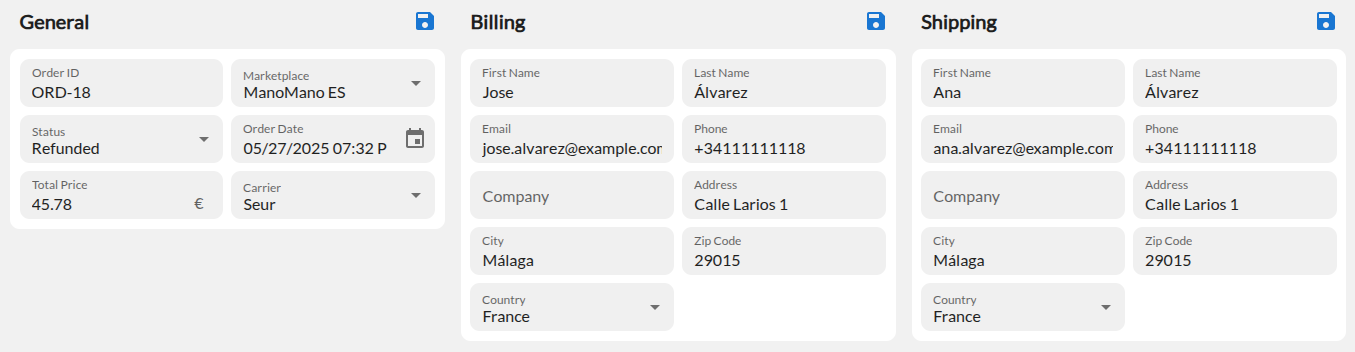 General
Order ID
ORD-18
Marketplace
ManoMano ES
Status
Refunded
Order Date
05/27/2025 07:32 P
Total Price
45.78 €
Carrier
Seur
Billing
First Name
Jose
Last Name
Álvarez
Email
jose.alvarez@example.cor
Phone
+34111111118
Company
Address
Calle Larios 1
City
Málaga
Zip Code
29015
Country
France
Shipping
First Name
Ana
Last Name
Álvarez
Email
ana.alvarez@example.com
Phone
+34111111118
Company
Address
Calle Larios 1
City
Málaga
Zip Code
29015
Country
France